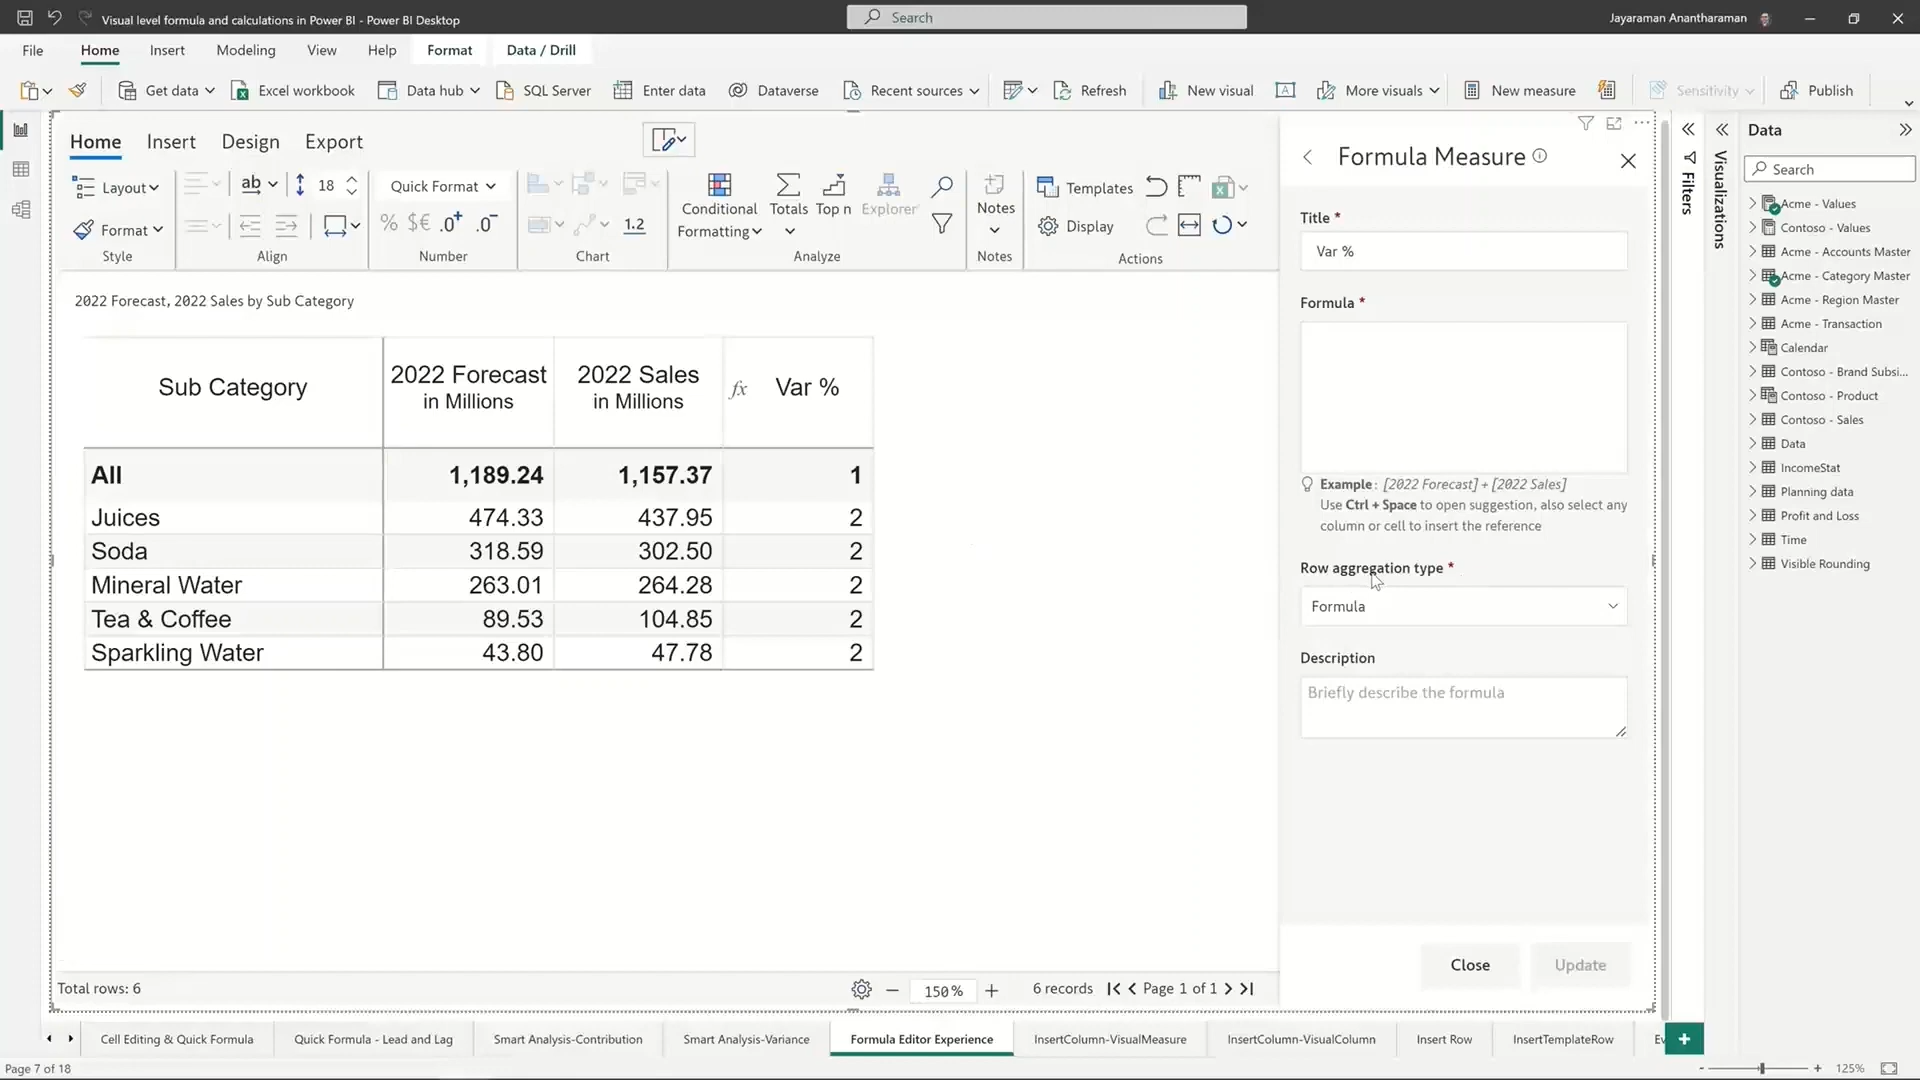 Visual level formula and calculations in Power BI - Power BI Desktop
Search
Jayaraman Anantharaman
File Home Insert Modeling View Help Format Data / Drill
Get data Excel workbook Data hub SQL Server Enter data Dataverse Recent sources Refresh New visual More visuals New measure Sensitivity Publish
Home Insert Design Export
Layout ab 18 Quick Format
Format % $€ .0+ .0- 1.2
Conditional Formatting Totals Top n Explorer Notes
Templates
Display
Style Align Number Chart Analyze Notes Actions
2022 Forecast, 2022 Sales by Sub Category
Sub Category 2022 Forecast in Millions 2022 Sales in Millions fx Var %
All 1,189.24 1,157.37 1
Juices 474.33 437.95 2
Soda 318.59 302.50 2
Mineral Water 263.01 264.28 2
Tea & Coffee 89.53 104.85 2
Sparkling Water 43.80 47.78 2
Total rows: 6
150% 6 records Page 1 of 1
Formula Measure
Title *
Var %
Formula *
Example: [2022 Forecast] + [2022 Sales]
Use Ctrl + Space to open suggestion, also select any
column or cell to insert the reference
Row aggregation type *
Formula
Description
Briefly describe the formula
Close Update
Filters
Visualizations
Data
Search
Acme - Values
Contoso - Values
Acme - Accounts Master
Acme - Category Master
Acme - Region Master
Acme - Transaction
Calendar
Contoso - Brand Subsi...
Contoso - Product
Contoso - Sales
Data
IncomeStat
Planning data
Profit and Loss
Time
Visible Rounding
Cell Editing & Quick Formula Quick Formula - Lead and Lag Smart Analysis-Contribution Smart Analysis-Variance Formula Editor Experience InsertColumn-VisualMeasure InsertColumn-VisualColumn Insert Row InsertTemplateRow
Page 7 of 18
125%